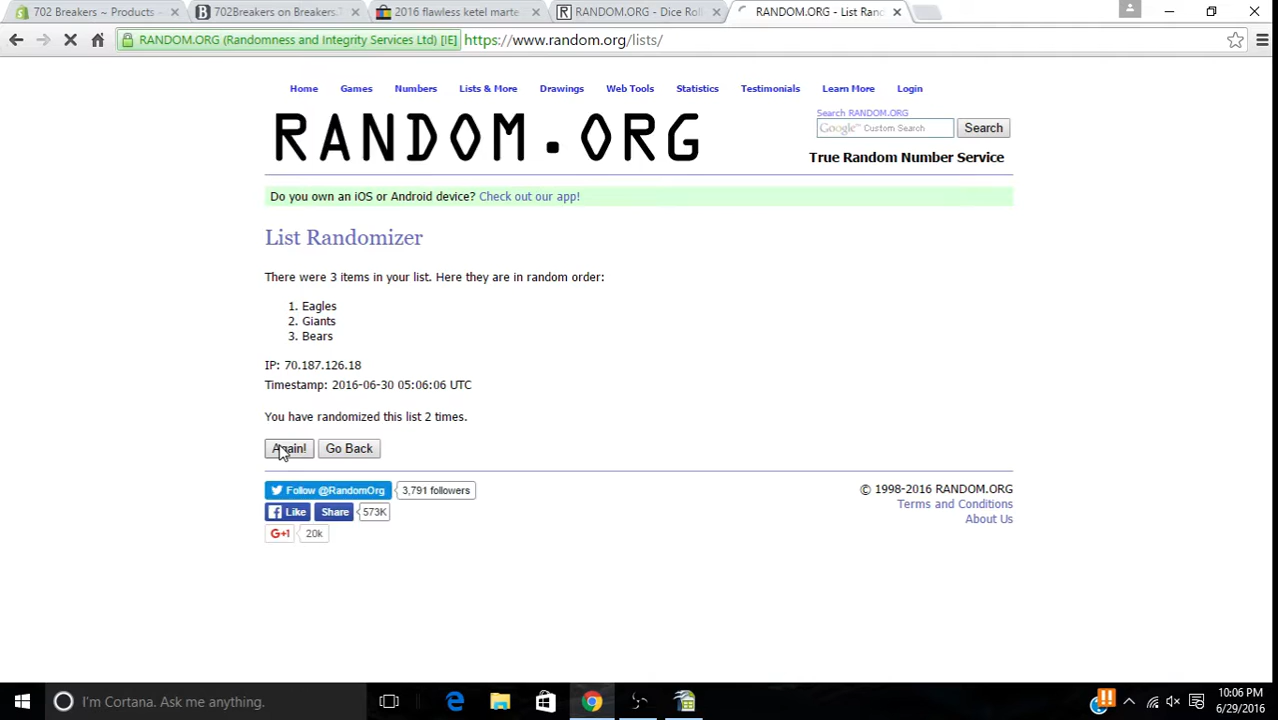 702 Breakers ~ Products -
702Breakers on Breakers.T
2016 flawless ketel marte
RANDOM.ORG - Dice Roll
RANDOM.ORG - List Ran
RANDOM.ORG (Randomness and Integrity Services Ltd) [IE] https://www.random.org/lists/
Home Games Numbers Lists & More Drawings Web Tools Statistics Testimonials Learn More Login
RANDOM.ORG
Search RANDOM.ORG
Google™ Custom Search Search
True Random Number Service
Do you own an iOS or Android device? Check out our app!
List Randomizer
There were 3 items in your list. Here they are in random order:
1. Eagles
2. Giants
3. Bears
IP: 70.187.126.18
Timestamp: 2016-06-30 05:06:06 UTC
You have randomized this list 2 times.
Again! Go Back
Follow @RandomOrg 3,791 followers
Like Share 573K
G+1 20k
© 1998-2016 RANDOM.ORG
Terms and Conditions
About Us
I'm Cortana. Ask me anything.
10:06 PM
6/29/2016